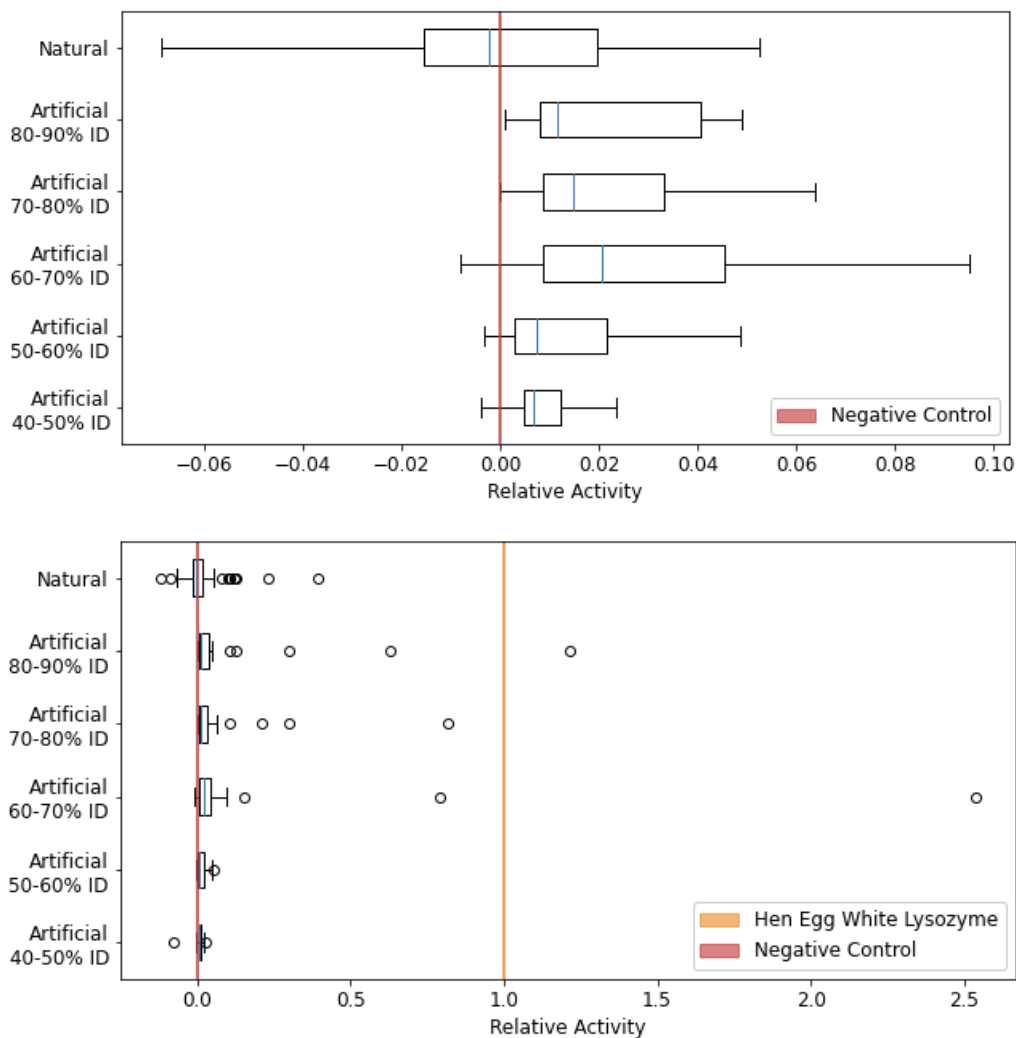 Natural
Artificial
80-90% ID
Artificial
70-80% ID
Artificial
60-70% ID
Artificial
50-60% ID
Artificial
40-50% ID
Negative Control
−0.06 −0.04 −0.02 0.00 0.02 0.04 0.06 0.08 0.10
Relative Activity
Natural
Artificial
80-90% ID
Artificial
70-80% ID
Artificial
60-70% ID
Artificial
50-60% ID
Artificial
40-50% ID
Hen Egg White Lysozyme
Negative Control
0.0 0.5 1.0 1.5 2.0 2.5
Relative Activity